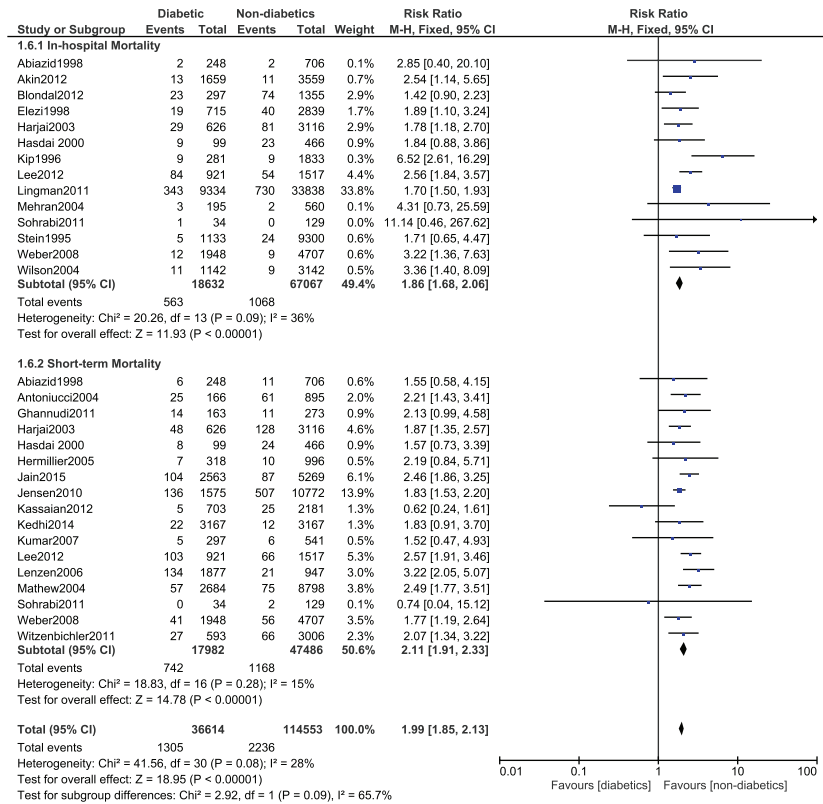 Diabetic Non-diabetics Risk Ratio Risk Ratio
Study or Subgroup Events Total Events Total Weight M-H, Fixed, 95% CI M-H, Fixed, 95% CI
1.6.1 In-hospital Mortality
Abiazid1998 2 248 2 706 0.1% 2.85 [0.40, 20.10]
Akin2012 13 1659 11 3559 0.7% 2.54 [1.14, 5.65]
Blondal2012 23 297 74 1355 2.6% 1.42 [0.90, 2.23]
Elezi1998 19 715 40 2839 1.7% 1.89 [1.10, 3.24]
Harjai2003 29 626 81 3116 2.9% 1.78 [1.18, 2.70]
Hasdai 2000 9 99 23 466 0.8% 1.84 [0.88, 3.86]
Kip1996 9 281 9 1833 0.3% 6.52 [2.61, 16.29]
Lee2012 84 921 54 1517 4.4% 2.56 [1.84, 3.57]
Lingman2011 343 9334 730 33838 33.8% 1.70 [1.50, 1.93]
Mehran2004 3 195 2 560 0.1% 4.31 [0.73, 25.59]
Sohrabi2011 1 34 0 129 0.0% 11.14 [0.46, 267.62]
Stein1995 5 1133 24 9300 0.6% 1.71 [0.65, 4.47]
Weber2008 12 1948 9 4707 0.6% 3.22 [1.36, 7.63]
Wilson2004 11 1142 9 3142 0.5% 3.36 [1.40, 8.09]
Subtotal (95% CI) 18632 67067 49.4% 1.86 [1.68, 2.06]
Total events 563 1068
Heterogeneity: Chi² = 20.26, df = 13 (P = 0.09); I² = 36%
Test for overall effect: Z = 11.93 (P < 0.00001)
1.6.2 Short-term Mortality
Abiazid1998 6 248 11 706 0.6% 1.55 [0.58, 4.15]
Antoniucci2004 25 166 61 895 2.0% 2.21 [1.43, 3.41]
Ghannudi2011 14 163 11 273 0.9% 2.13 [0.99, 4.58]
Harjai2003 48 626 128 3116 4.6% 1.87 [1.35, 2.57]
Hasdai 2000 8 99 24 466 0.9% 1.57 [0.73, 3.39]
Hermillier2005 7 318 10 996 0.5% 2.19 [0.84, 5.71]
Jain2015 104 2563 87 5269 6.1% 2.46 [1.86, 3.25]
Jensen2010 136 1575 507 10772 13.9% 1.83 [1.53, 2.20]
Kassaian2012 5 703 25 2181 0.5% 0.62 [0.24, 1.61]
Kedhi2014 22 3167 12 3167 0.9% 1.83 [0.91, 3.70]
Kumar2007 5 297 6 541 0.5% 1.52 [0.47, 4.93]
Lee2012 103 921 66 1517 5.3% 2.57 [1.91, 3.46]
Lenzen2006 134 1877 21 947 3.0% 3.22 [2.05, 5.07]
Mathew2004 57 2684 75 8798 3.8% 2.49 [1.77, 3.51]
Sohrabi2011 0 34 2 129 0.1% 0.74 [0.04, 15.12]
Weber2008 41 1948 56 4707 3.5% 1.77 [1.19, 2.64]
Witzenbichler2011 27 593 66 3006 2.3% 2.07 [1.34, 3.22]
Subtotal (95% CI) 17982 47486 50.6% 2.11 [1.91, 2.33]
Total events 742 1168
Heterogeneity: Chi² = 18.83, df = 16 (P = 0.28); I² = 15%
Test for overall effect: Z = 14.78 (P < 0.00001)
Total (95% CI) 36614 114553 100.0% 1.99 [1.85, 2.13]
Total events 1305 2236
Heterogeneity: Chi² = 41.56, df = 30 (P = 0.08); I² = 28%
Test for overall effect: Z = 18.95 (P < 0.00001)
Test for subgroup differences: Chi² = 2.92, df = 1 (P = 0.09), I² = 65.7%
0.01 0.1 1 10 100
Favours [diabetics] Favours [non-diabetics]